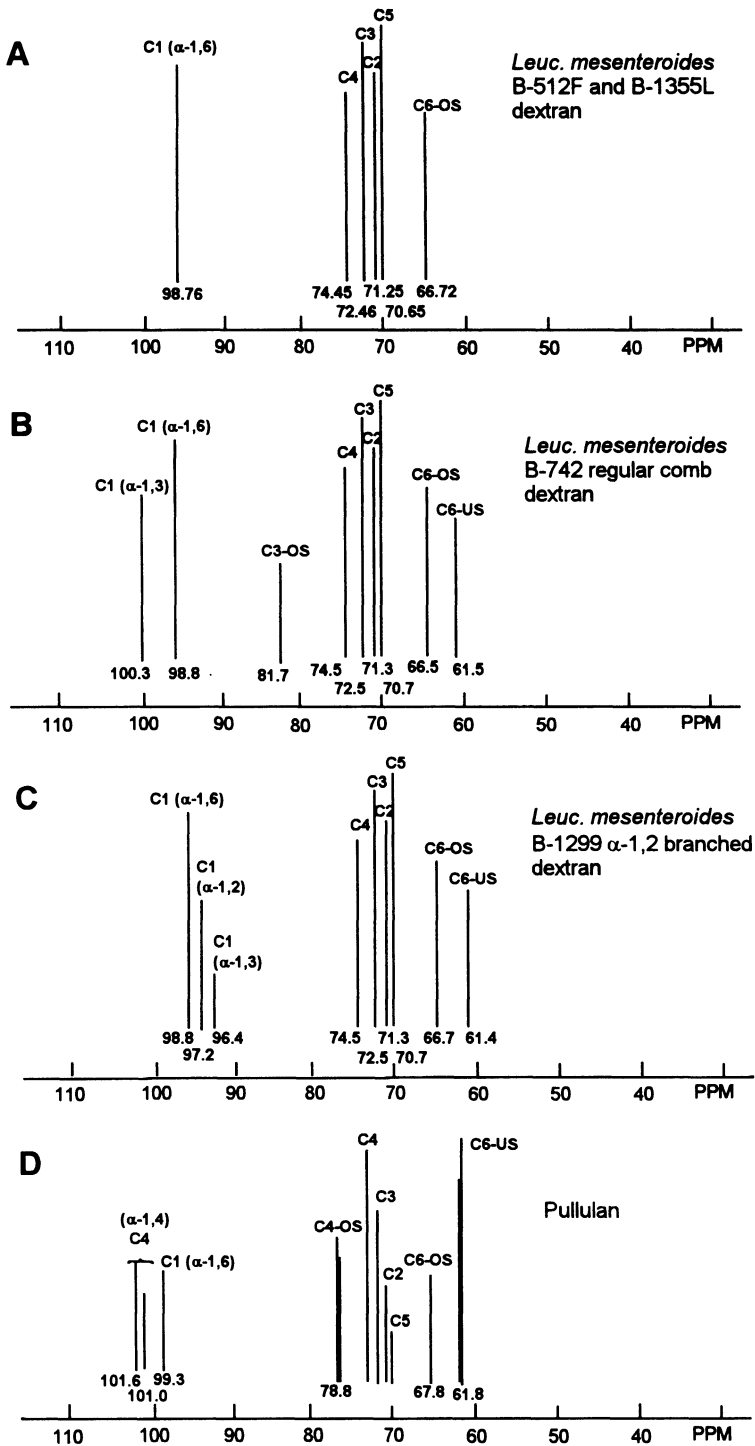 A
C1 (α-1,6)
C4
C3
C2
C5
C6-OS
Leuc. mesenteroides
B-512F and B-1355L
dextran
98.76
74.45
71.25
66.72
72.46
70.65
110
100
90
80
70
60
50
40
PPM
B
C1 (α-1,6)
C1 (α-1,3)
C3-OS
C4
C3
C2
C5
C6-OS
C6-US
Leuc. mesenteroides
B-742 regular comb
dextran
100.3
98.8
81.7
74.5
71.3
66.5
61.5
72.5
70.7
110
100
90
80
70
60
50
40
PPM
C
C1 (α-1,6)
C1
(α-1,2)
C1
(α-1,3)
C4
C3
C2
C5
C6-OS
C6-US
Leuc. mesenteroides
B-1299 α-1,2 branched
dextran
98.8
96.4
97.2
74.5
71.3
66.7
61.4
72.5
70.7
110
100
90
80
70
60
50
40
PPM
D
(α-1,4)
C4
C1 (α-1,6)
C4-OS
C4
C3
C2
C5
C6-OS
C6-US
Pullulan
101.6
99.3
101.0
78.8
67.8
61.8
110
100
90
80
70
60
50
40
PPM